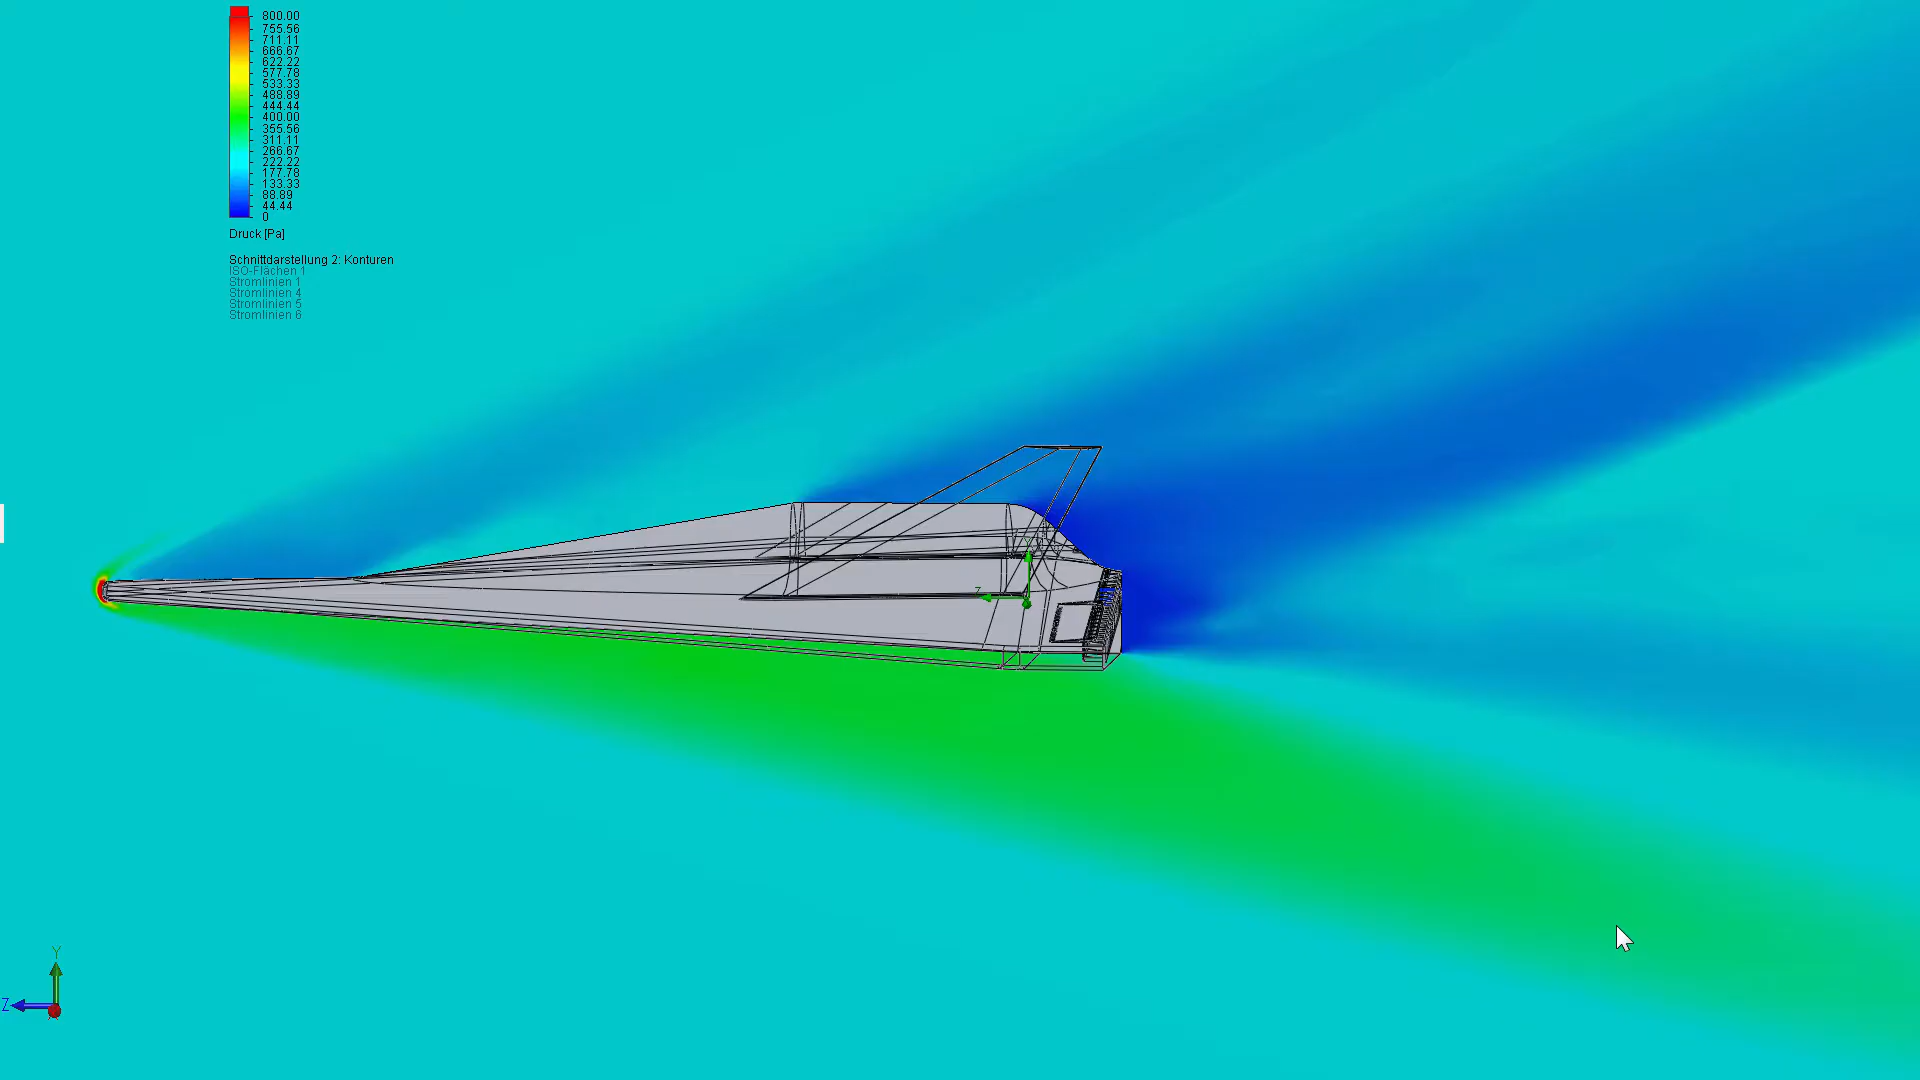 800.00
755.56
711.11
666.67
622.22
577.78
533.33
488.89
444.44
400.00
355.56
311.11
266.67
222.22
177.78
133.33
88.89
44.44
0
Druck [Pa]
Schnittdarstellung 2: Konturen
ISO-Flächen 1
Stromlinien 1
Stromlinien 4
Stromlinien 5
Stromlinien 6
Z
Y
Z